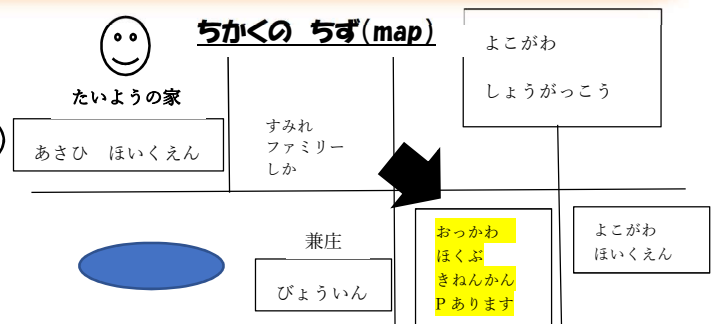 ちかくの ちず(map)
よこがわ
しょうがっこう
たいようの家
あさひ ほいくえん
すみれ
ファミリー
しか
おっかわ
ほくぶ
きねんかん
P あります
よこがわ
ほいくえん
兼庄
びょういん